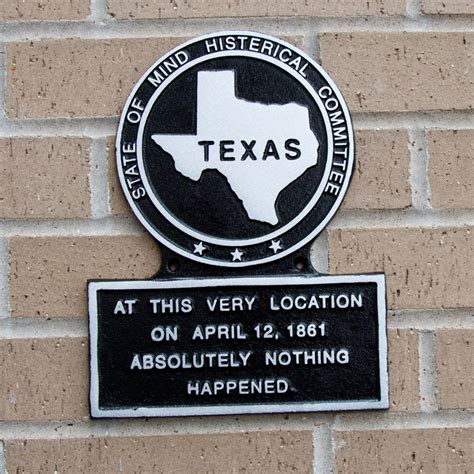 STATE OF MIND HISTERICAL COMMITTEE
TEXAS
AT THIS VERY LOCATION
ON APRIL 12, 1861
ABSOLUTELY NOTHING
HAPPENED